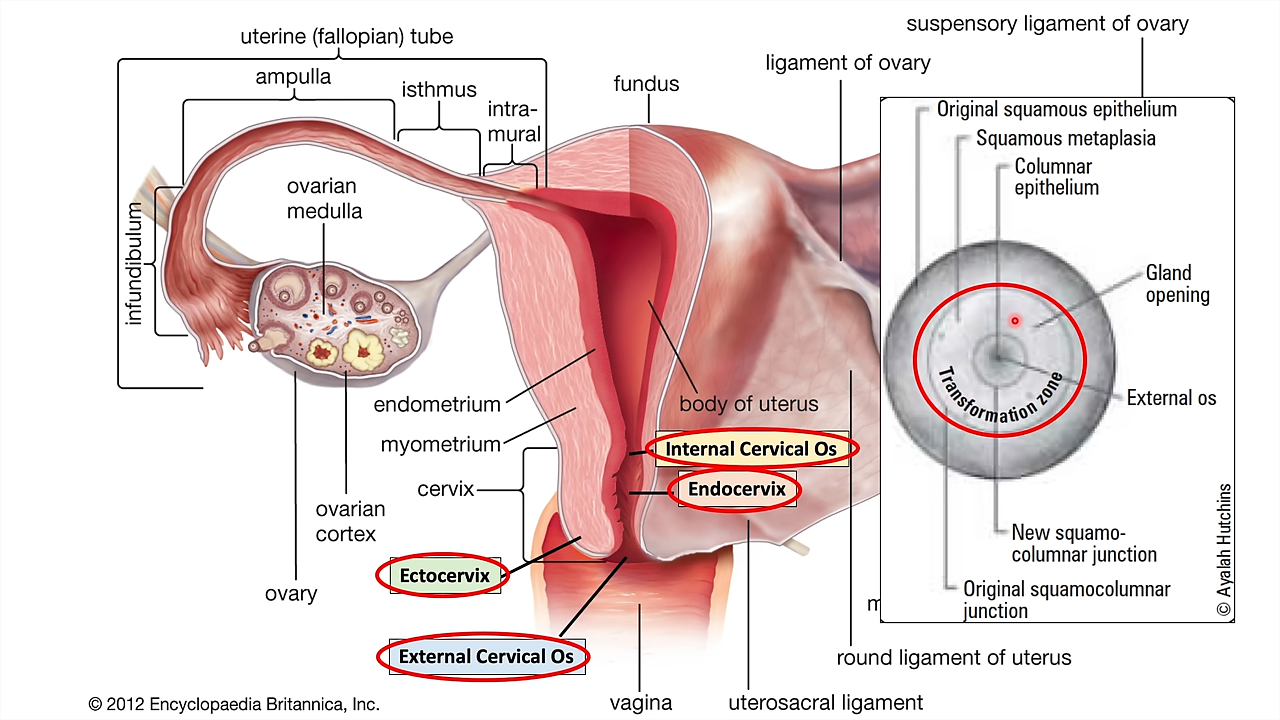 suspensory ligament of ovary
uterine (fallopian) tube
ligament of ovary
ampulla
isthmus
fundus
intra-
mural
infundibulum
ovarian
medulla
endometrium
myometrium
body of uterus
Internal Cervical Os
cervix
Endocervix
ovarian
cortex
Ectocervix
ovary
External Cervical Os
m
round ligament of uterus
vagina
uterosacral ligament
© 2012 Encyclopaedia Britannica, Inc.
Original squamous epithelium
Squamous metaplasia
Columnar
epithelium
Gland
opening
Transformation zone
External os
New squamo-
columnar junction
Original squamocolumnar
junction
© Ayalah Hutchins